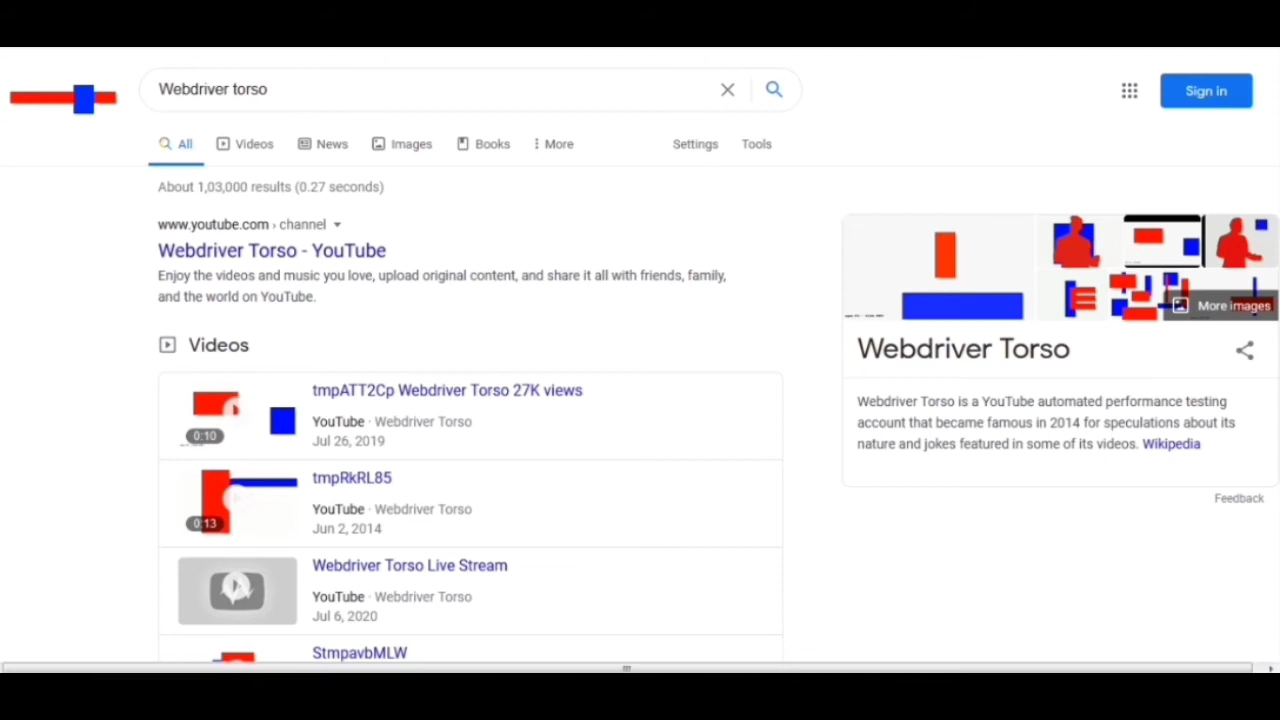 Webdriver torso
Sign in
All Videos News Images Books More Settings Tools
About 1,03,000 results (0.27 seconds)
www.youtube.com › channel
Webdriver Torso - YouTube
Enjoy the videos and music you love, upload original content, and share it all with friends, family,
and the world on YouTube.
Videos
tmpATT2Cp Webdriver Torso 27K views
YouTube · Webdriver Torso
Jul 26, 2019
0:10
tmpRkRL85
YouTube · Webdriver Torso
Jun 2, 2014
0:13
Webdriver Torso Live Stream
YouTube · Webdriver Torso
Jul 6, 2020
StmpavbMLW
More images
Webdriver Torso
Webdriver Torso is a YouTube automated performance testing
account that became famous in 2014 for speculations about its
nature and jokes featured in some of its videos. Wikipedia
Feedback